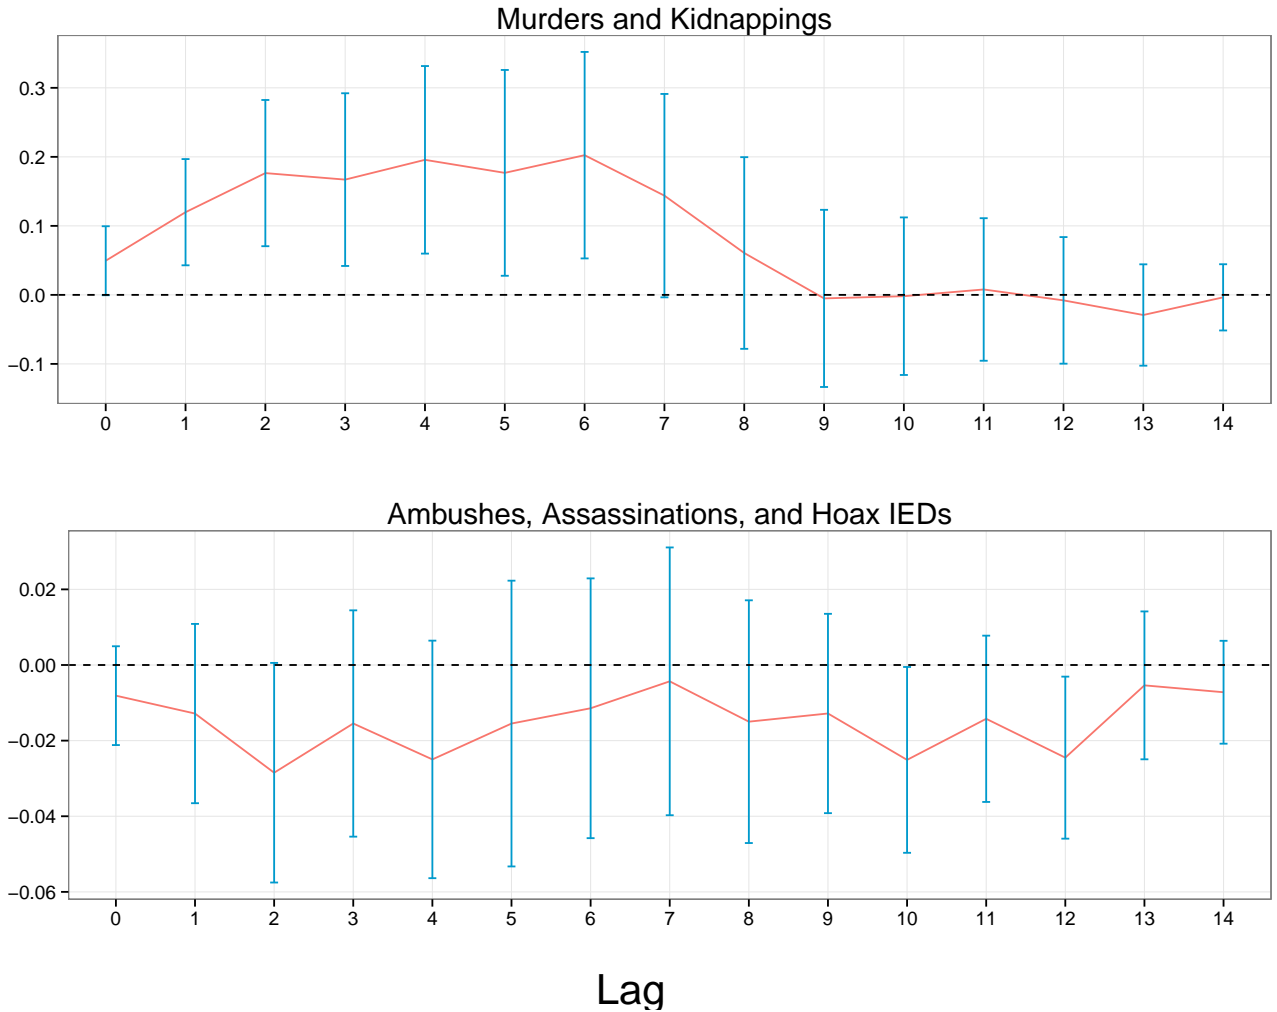 Murders and Kidnappings
0.3
0.2
0.1
0.0
−0.1
0 1 2 3 4 5 6 7 8 9 10 11 12 13 14
Ambushes, Assassinations, and Hoax IEDs
0.02
0.00
−0.02
−0.04
−0.06
0 1 2 3 4 5 6 7 8 9 10 11 12 13 14
Lag